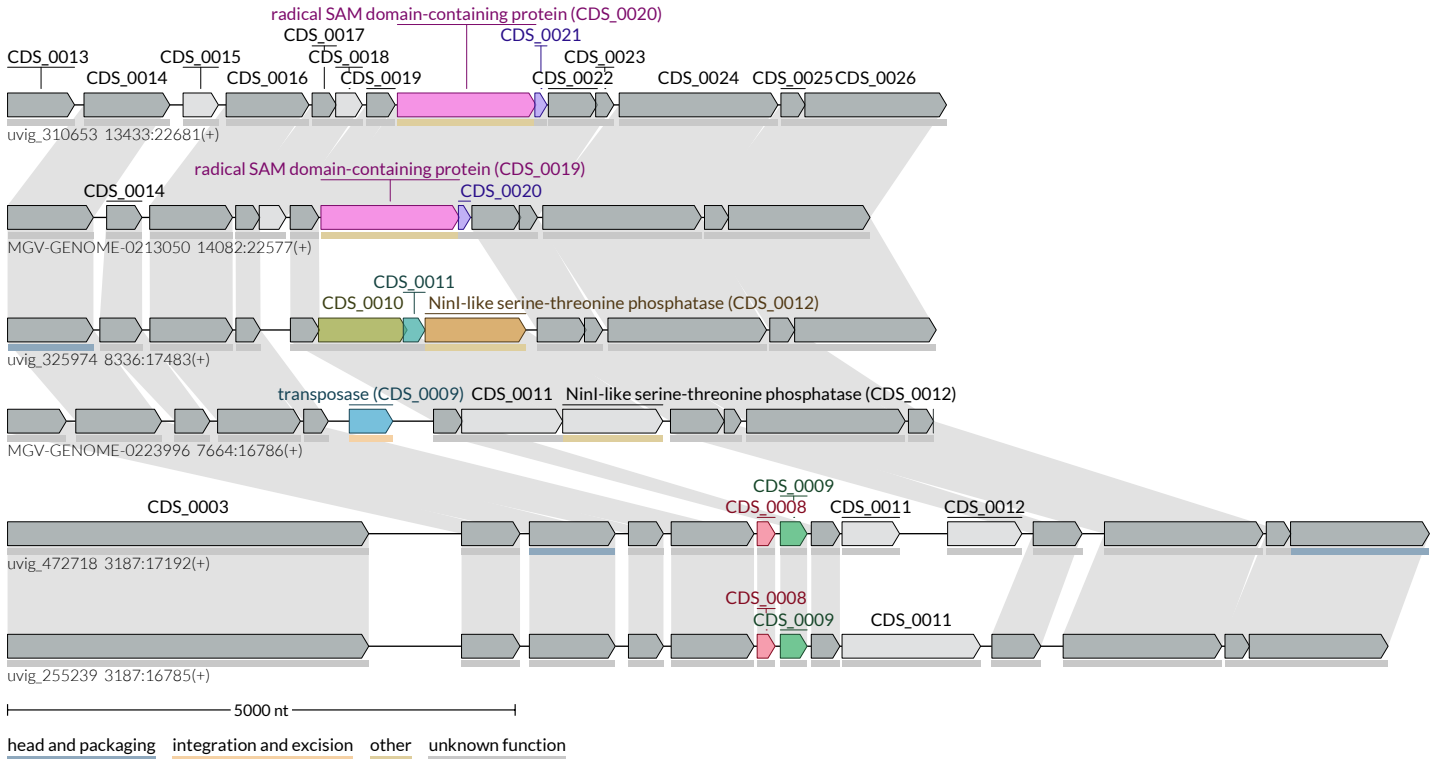 radical SAM domain-containing protein (CDS_0020)
CDS_0017 CDS_0021
CDS_0013 CDS_0015 CDS_0018 CDS_0023
CDS_0014 CDS_0016 CDS_0019 CDS_0022 CDS_0024 CDS_0025 CDS_0026
uvig_310653 13433:22681(+)
radical SAM domain-containing protein (CDS_0019)
CDS_0014 CDS_0020
MGV-GENOME-0213050 14082:22577(+)
CDS_0011
CDS_0010 NinI-like serine-threonine phosphatase (CDS_0012)
uvig_325974 8336:17483(+)
transposase (CDS_0009) CDS_0011 NinI-like serine-threonine phosphatase (CDS_0012)
MGV-GENOME-0223996 7664:16786(+)
CDS_0009
CDS_0003 CDS_0008 CDS_0011 CDS_0012
uvig_472718 3187:17192(+)
CDS_0008
CDS_0009 CDS_0011
uvig_255239 3187:16785(+)
5000 nt
head and packaging integration and excision other unknown function